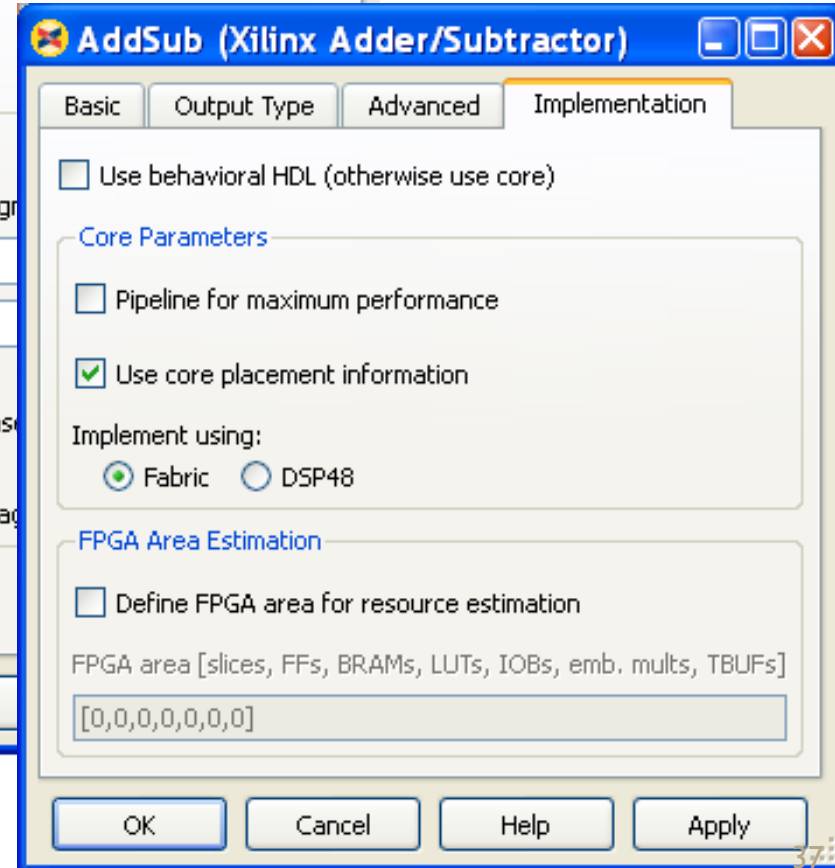 AddSub (Xilinx Adder/Subtractor)
Basic Output Type Advanced Implementation
Use behavioral HDL (otherwise use core)
Core Parameters
Pipeline for maximum performance
Use core placement information
Implement using:
Fabric DSP48
FPGA Area Estimation
Define FPGA area for resource estimation
FPGA area [slices, FFs, BRAMs, LUTs, IOBs, emb. mults, TBUFs]
[0,0,0,0,0,0,0]
OK Cancel Help Apply
37